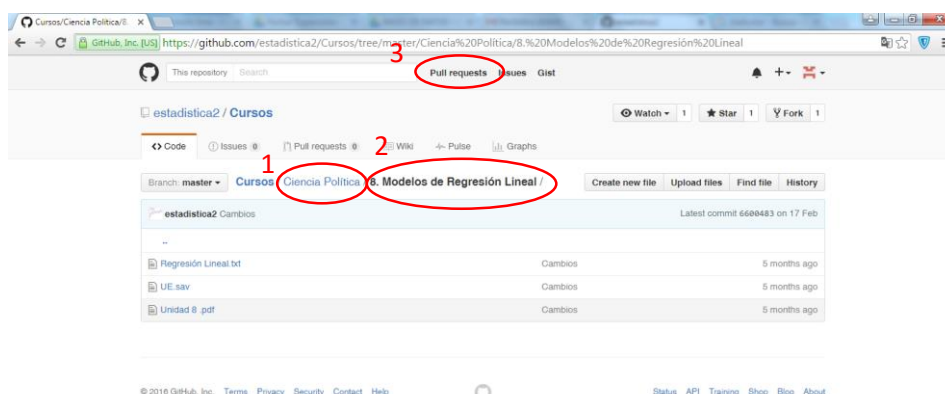 Cursos/Ciencia Política/8.
GitHub, Inc. [US] https://github.com/estadistica2/Cursos/tree/master/Ciencia%20Política/8.%20Modelos%20de%20Regresión%20Lineal
3
This repository Search Pull requests Issues Gist
estadistica2 / Cursos Watch 1 Star 1 Fork 1
Code Issues 0 Pull requests 0 Wiki Pulse Graphs
1 2
Branch: master Cursos Ciencia Política / 8. Modelos de Regresión Lineal / Create new file Upload files Find file History
estadistica2 Cambios Latest commit 6600483 on 17 Feb
..
Regresión Lineal.txt Cambios 5 months ago
UE.sav Cambios 5 months ago
Unidad 8 .pdf Cambios 5 months ago
© 2016 GitHub, Inc. Terms Privacy Security Contact Help Status API Training Shop Blog About